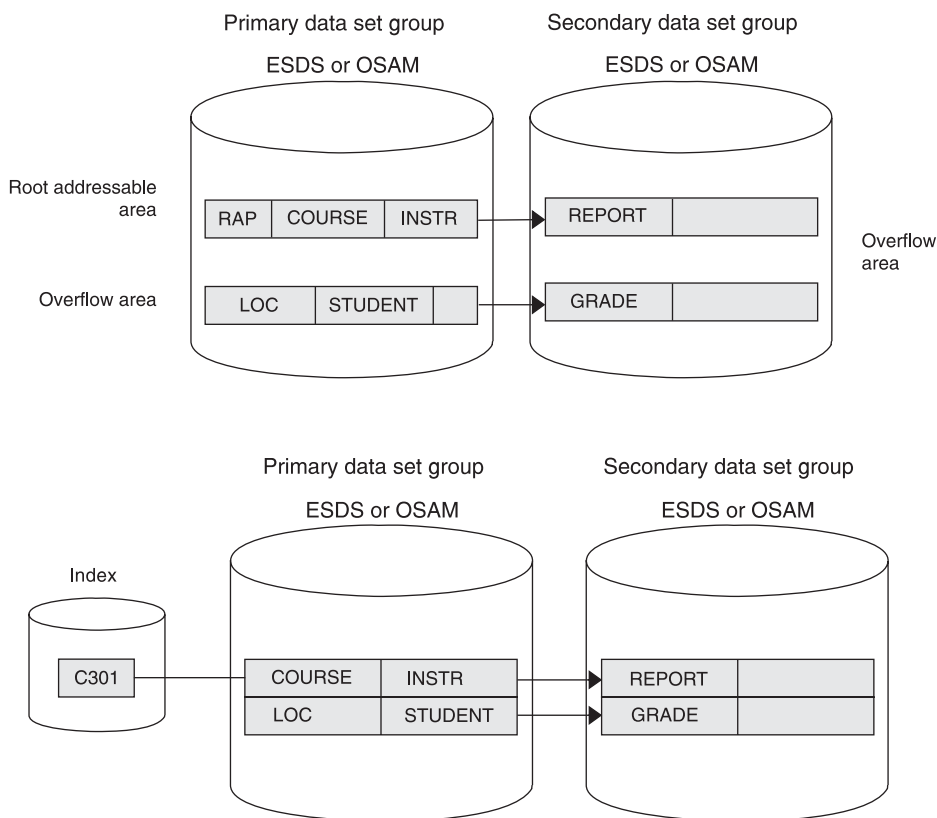 Primary data set group
Secondary data set group
ESDS or OSAM
ESDS or OSAM
Root addressable
area
RAP COURSE INSTR
REPORT
Overflow
area
Overflow area
LOC STUDENT
GRADE
Primary data set group
Secondary data set group
ESDS or OSAM
ESDS or OSAM
Index
C301
COURSE INSTR
REPORT
LOC STUDENT
GRADE